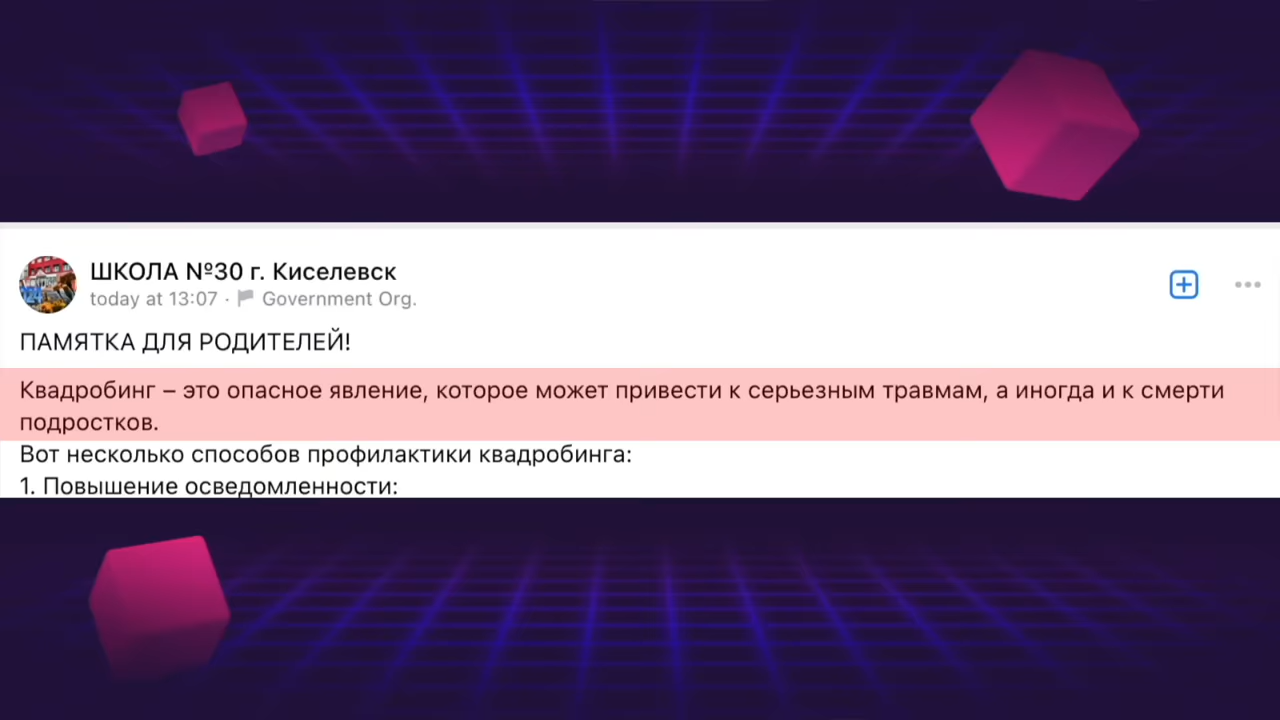 ШКОЛА №30 г. Киселевск
today at 13:07 · Government Org.
ПАМЯТКА ДЛЯ РОДИТЕЛЕЙ!
Квадробинг – это опасное явление, которое может привести к серьезным травмам, а иногда и к смерти
подростков.
Вот несколько способов профилактики квадробинга:
1. Повышение осведомленности: